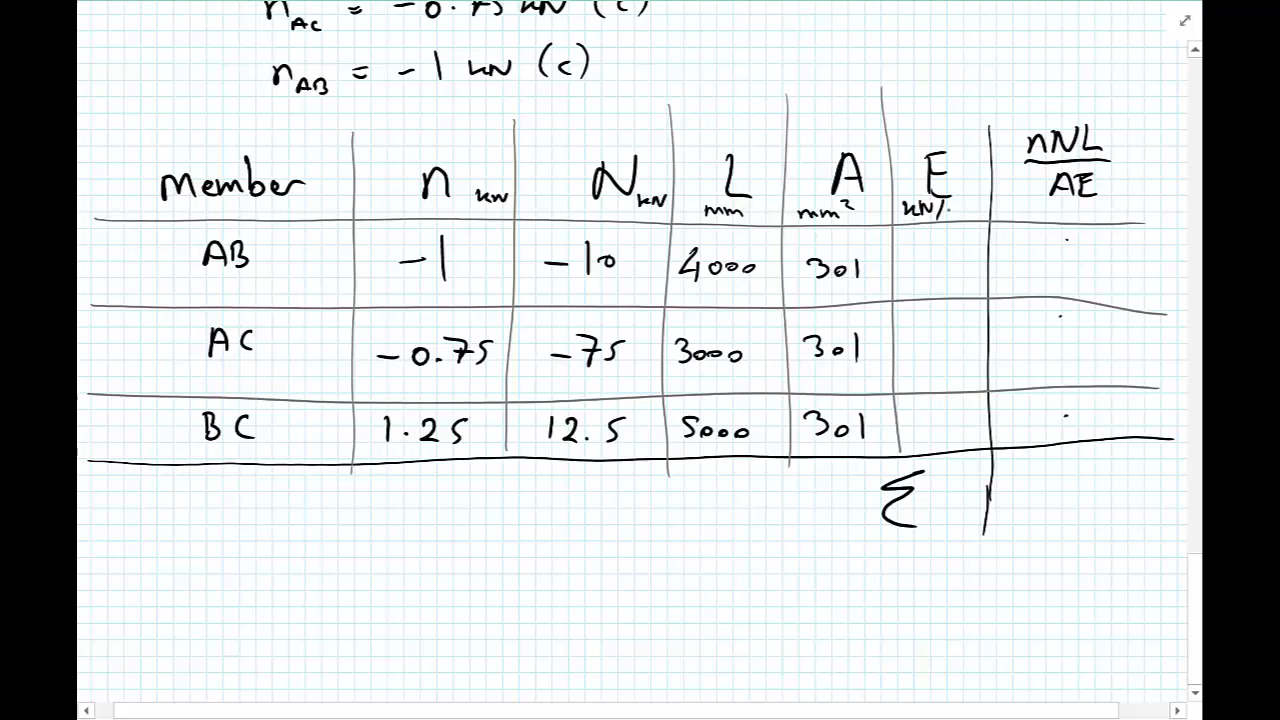 n_AC = -0.75 kN (c)
n_AB = -1 kN (c)
Member n kN N kN L mm A mm² E kN/. nNL/AE
AB -1 -10 4000 301
AC -0.75 -75 3000 301
BC 1.25 12.5 5000 301
Σ